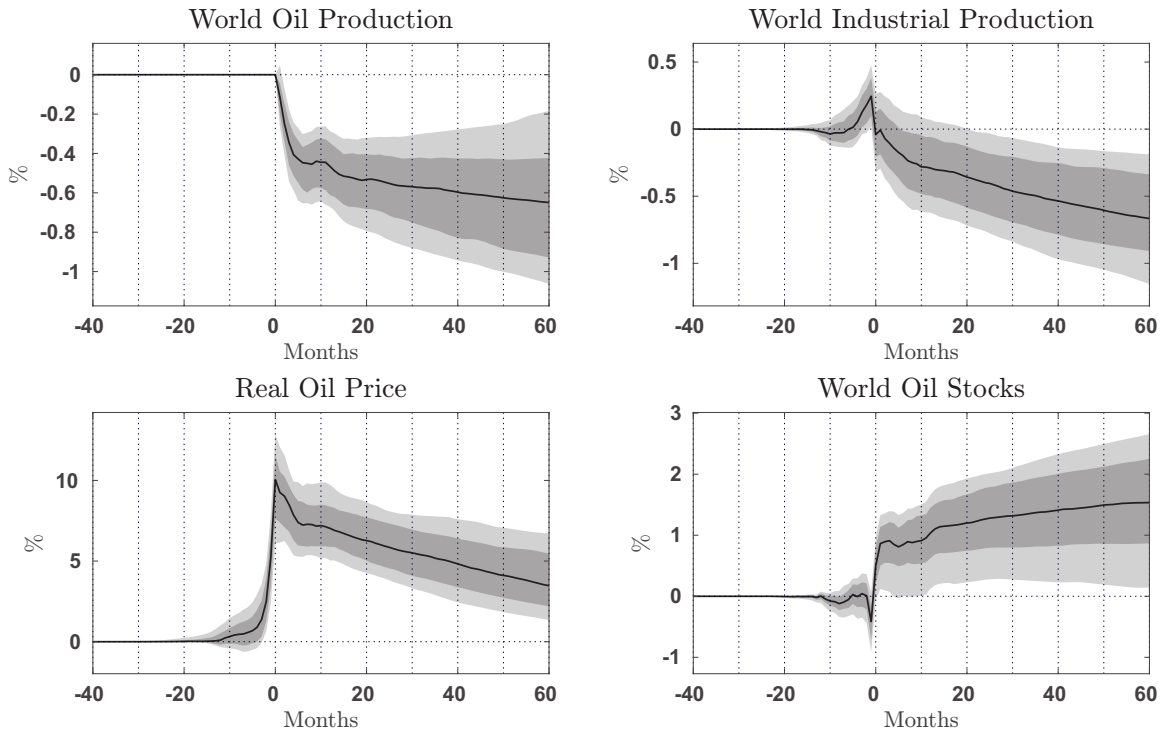 World Oil Production
World Industrial Production
0
-0.2
-0.4
-0.6
-0.8
-1
%
-40 -20 0 20 40 60
Months
0.5
0
-0.5
-1
%
-40 -20 0 20 40 60
Months
Real Oil Price
World Oil Stocks
10
5
0
%
-40 -20 0 20 40 60
Months
3
2
1
0
-1
%
-40 -20 0 20 40 60
Months